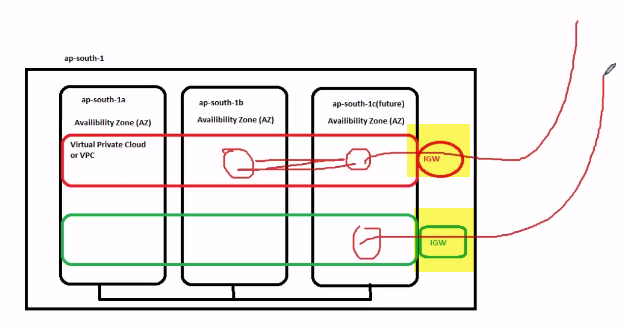 ap-south-1
ap-south-1a
Availibility Zone (AZ)
ap-south-1b
Availibility Zone (AZ)
ap-south-1c(future)
Availibility Zone (AZ)
Virtual Private Cloud
or VPC
IGW
IGW